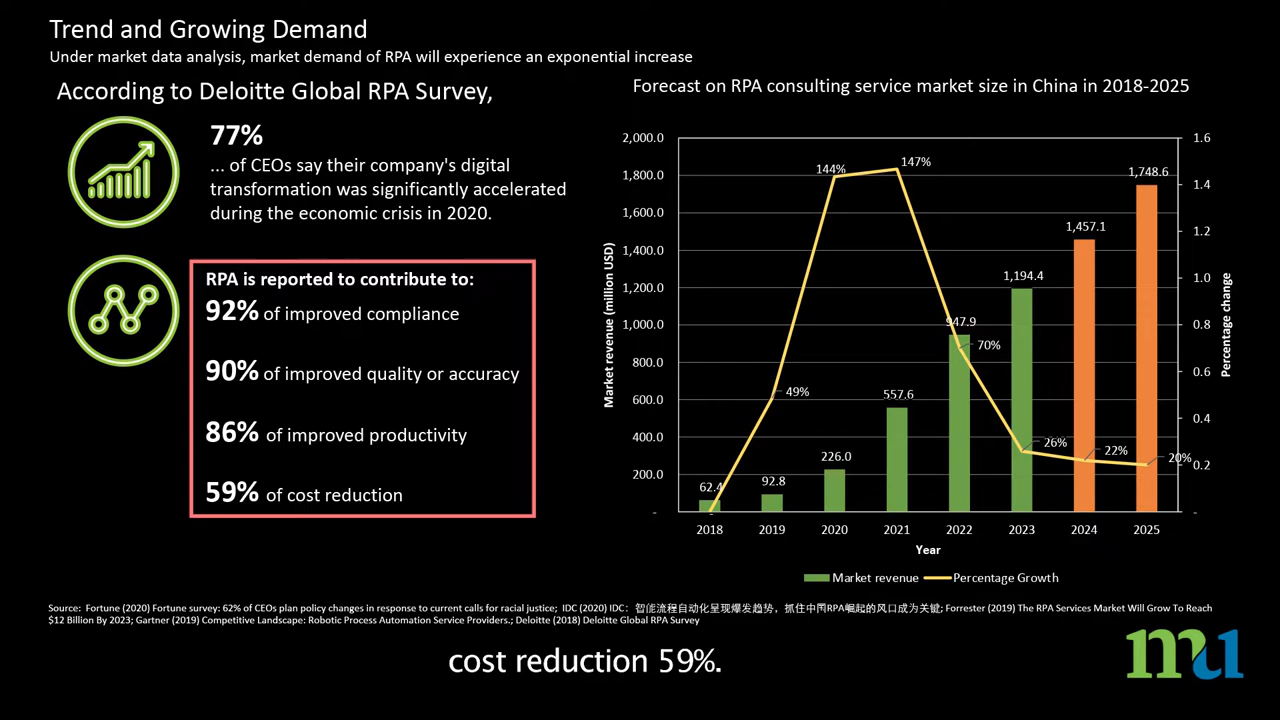 Trend and Growing Demand
Under market data analysis, market demand of RPA will experience an exponential increase
According to Deloitte Global RPA Survey,
77%
... of CEOs say their company's digital
transformation was significantly accelerated
during the economic crisis in 2020.
RPA is reported to contribute to:
92% of improved compliance
90% of improved quality or accuracy
86% of improved productivity
59% of cost reduction
Forecast on RPA consulting service market size in China in 2018-2025
Market revenue (million USD)
2,000.0
1,800.0
1,600.0
1,400.0
1,200.0
1,000.0
800.0
600.0
400.0
200.0
-
62.4
92.8
226.0
557.6
947.9
1,194.4
1,457.1
1,748.6
49%
144%
147%
70%
26%
22%
20%
1.6
1.4
1.2
1.0
0.8
0.6
0.4
0.2
-
Percentage change
2018 2019 2020 2021 2022 2023 2024 2025
Year
Market revenue Percentage Growth
Source: Fortune (2020) Fortune survey: 62% of CEOs plan policy changes in response to current calls for racial justice; IDC (2020) IDC：智能流程自动化呈现爆发趋势，抓住中国RPA崛起的风口成为关键; Forrester (2019) The RPA Services Market Will Grow To Reach
$12 Billion By 2023; Gartner (2019) Competitive Landscape: Robotic Process Automation Service Providers.; Deloitte (2018) Deloitte Global RPA Survey
cost reduction 59%.
mu